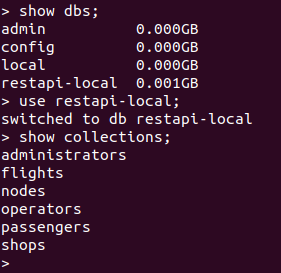 > show dbs;
admin          0.000GB
config         0.000GB
local          0.000GB
restapi-local  0.001GB
> use restapi-local;
switched to db restapi-local
> show collections;
administrators
flights
nodes
operators
passengers
shops
>